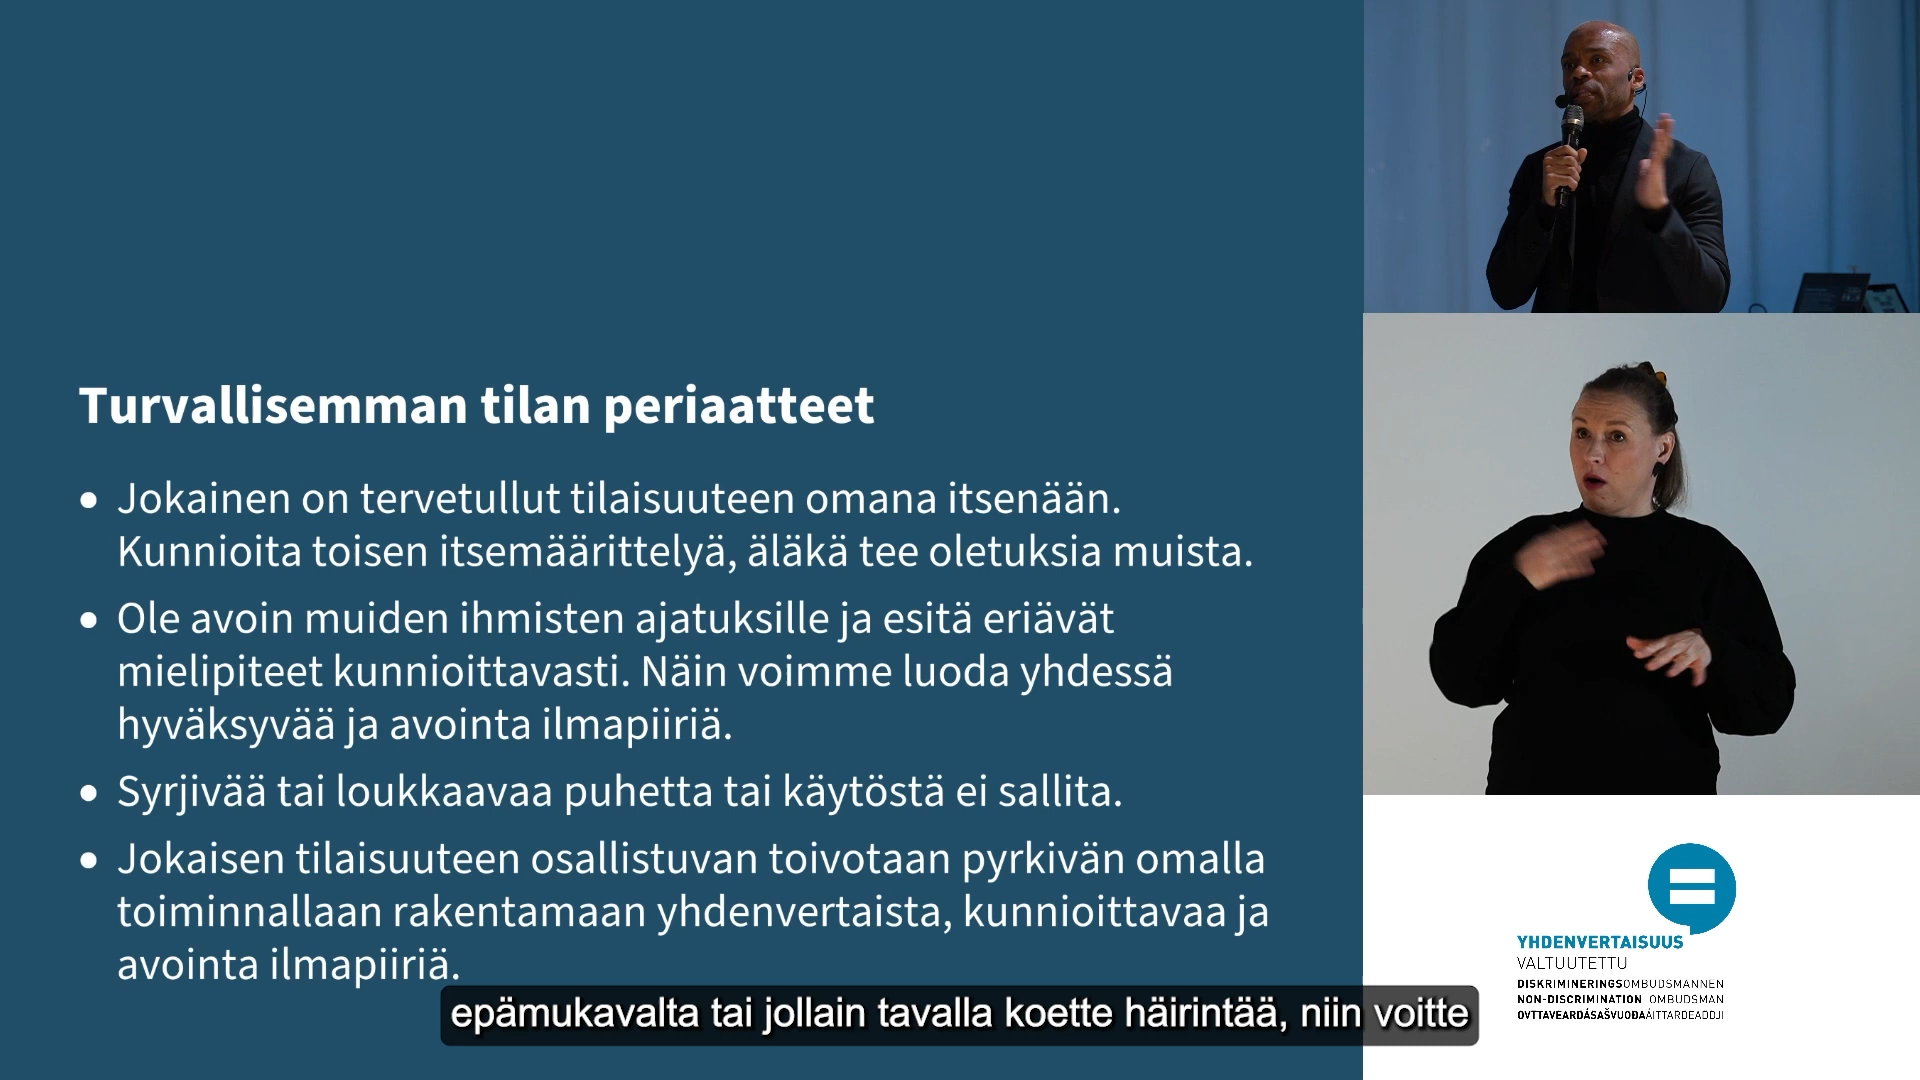 Turvallisemman tilan periaatteet
• Jokainen on tervetullut tilaisuuteen omana itsenään.
Kunnioita toisen itsemäärittelyä, äläkä tee oletuksia muista.
• Ole avoin muiden ihmisten ajatuksille ja esitä eriävät
mielipiteet kunnioittavasti. Näin voimme luoda yhdessä
hyväksyvää ja avointa ilmapiiriä.
• Syrjivää tai loukkaavaa puhetta tai käytöstä ei sallita.
• Jokaisen tilaisuuteen osallistuvan toivotaan pyrkivän omalla
toiminnallaan rakentamaan yhdenvertaista, kunnioittavaa ja
avointa ilmapiiriä.
epämukavalta tai jollain tavalla koette häirintää, niin voitte
YHDENVERTAISUUS
VALTUUTETTU
DISKRIMINERINGSOMBUDSMANNEN
NON-DISCRIMINATION OMBUDSMAN
OVTTAVEARDÁSAŠVUOĐAÁITTARDEADDJI